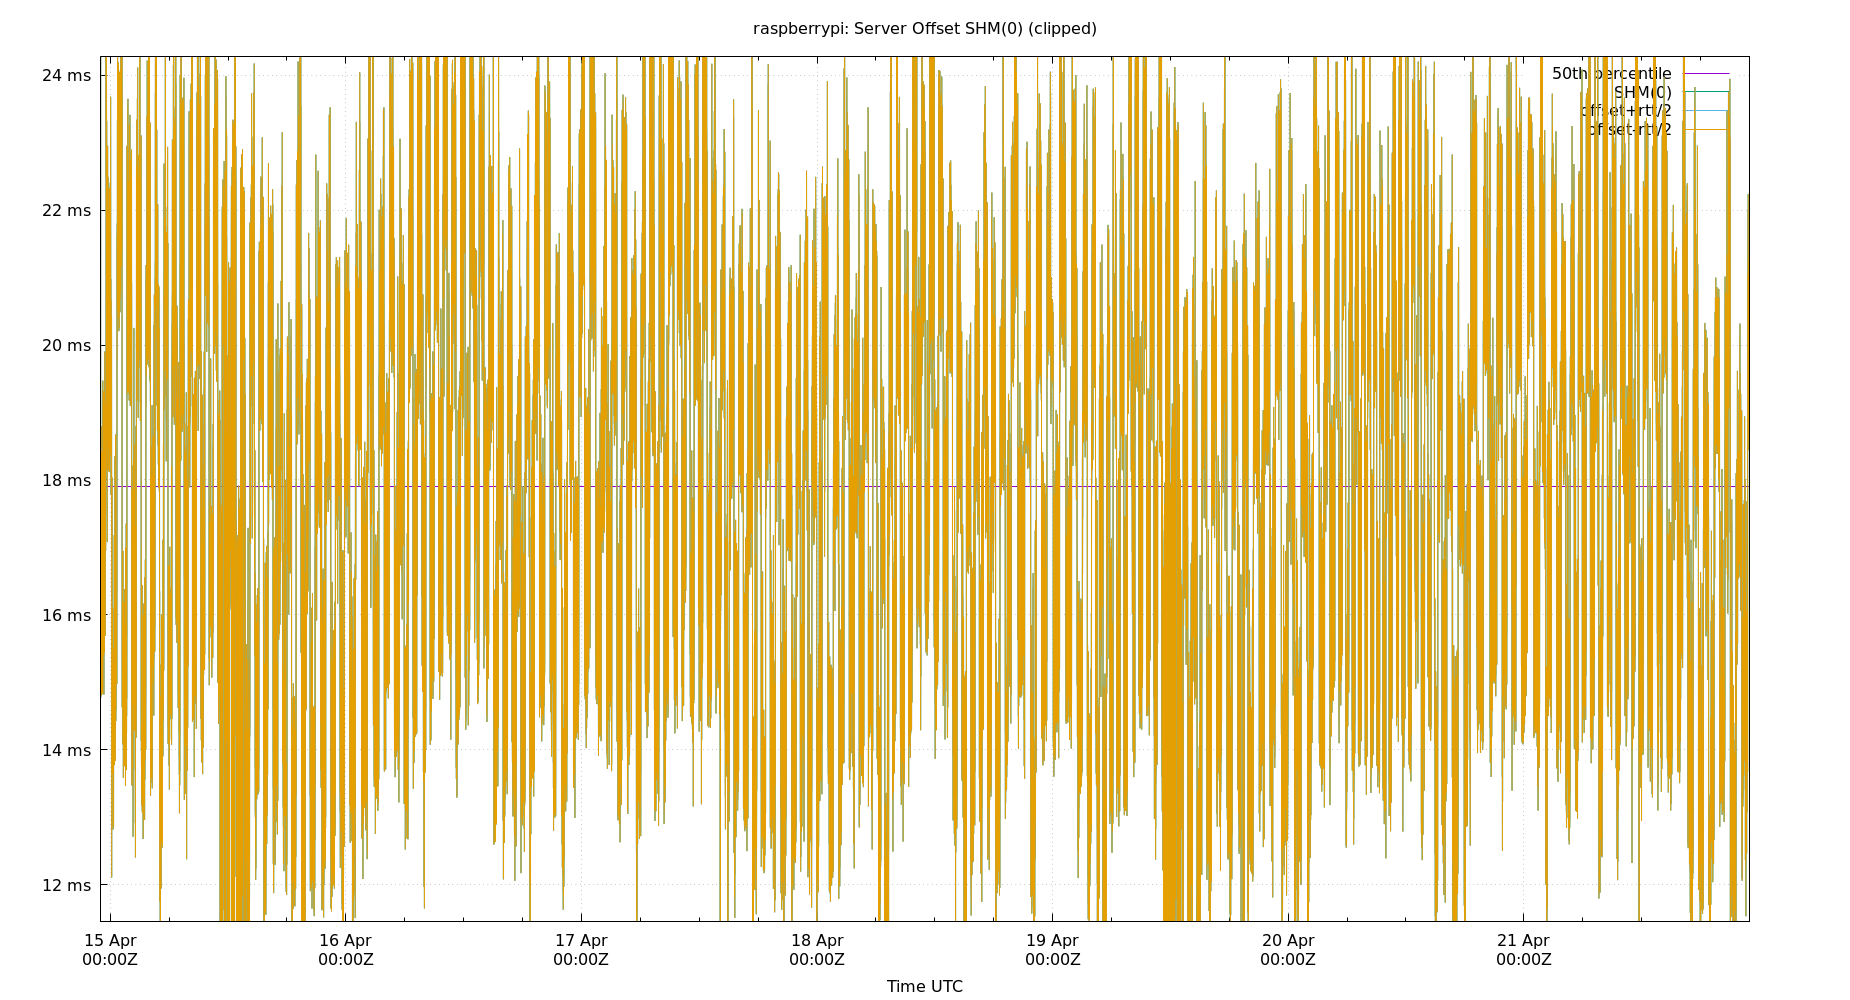 raspberrypi: Server Offset SHM(0) (clipped)
24 ms
50th percentile
SHM(0)
offset+rtt/2
offset-rtt/2
22 ms
20 ms
18 ms
16 ms
14 ms
12 ms
15 Apr 16 Apr 17 Apr 18 Apr 19 Apr 20 Apr 21 Apr
00:00Z 00:00Z 00:00Z 00:00Z 00:00Z 00:00Z 00:00Z
Time UTC